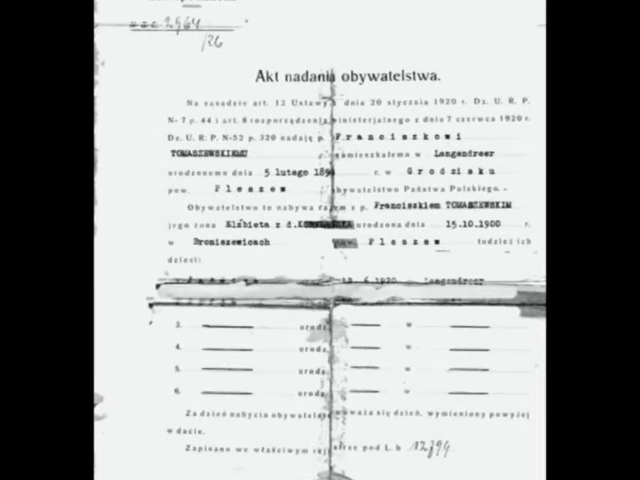 2964
/26
Akt nadania obywatelstwa.
Na zasadzie art. 12 Ustawy z dnia 20 stycznia 1920 r. Dz. U. R. P.
N-7 p. 44 i art. 8 rozporządzenia ministerjalnego z dnia 7 czerwca 1920 r.
Dz. U. R. P. N-52 p. 320 nadaję p. Franciszkowi
TOMASZEWSKIEMU zamieszkałemu w Langendreer
urodzonemu dnia 5 lutego r. w Grodzisku
pow. Pleszew obywatelstwo Państwa Polskiego.-
Obywatelstwo to nabywa razem z p. Franciszkiem TOMASZEWSKIM
jego żona Elżbieta z d. urodzona dnia 15.10.1900 r.
w Broniszewicach pow. Pleszew tudzież ich
dzieci:
6 1920 Langendreer
3. urodz. w
4. urodz. w
5. urodz. w
6. urodz. w
Za dzień nabycia obywatelstwa uważa się dzień, wymieniony powyżej
w dacie.
Zapisano we właściwym rejestrze pod L. b